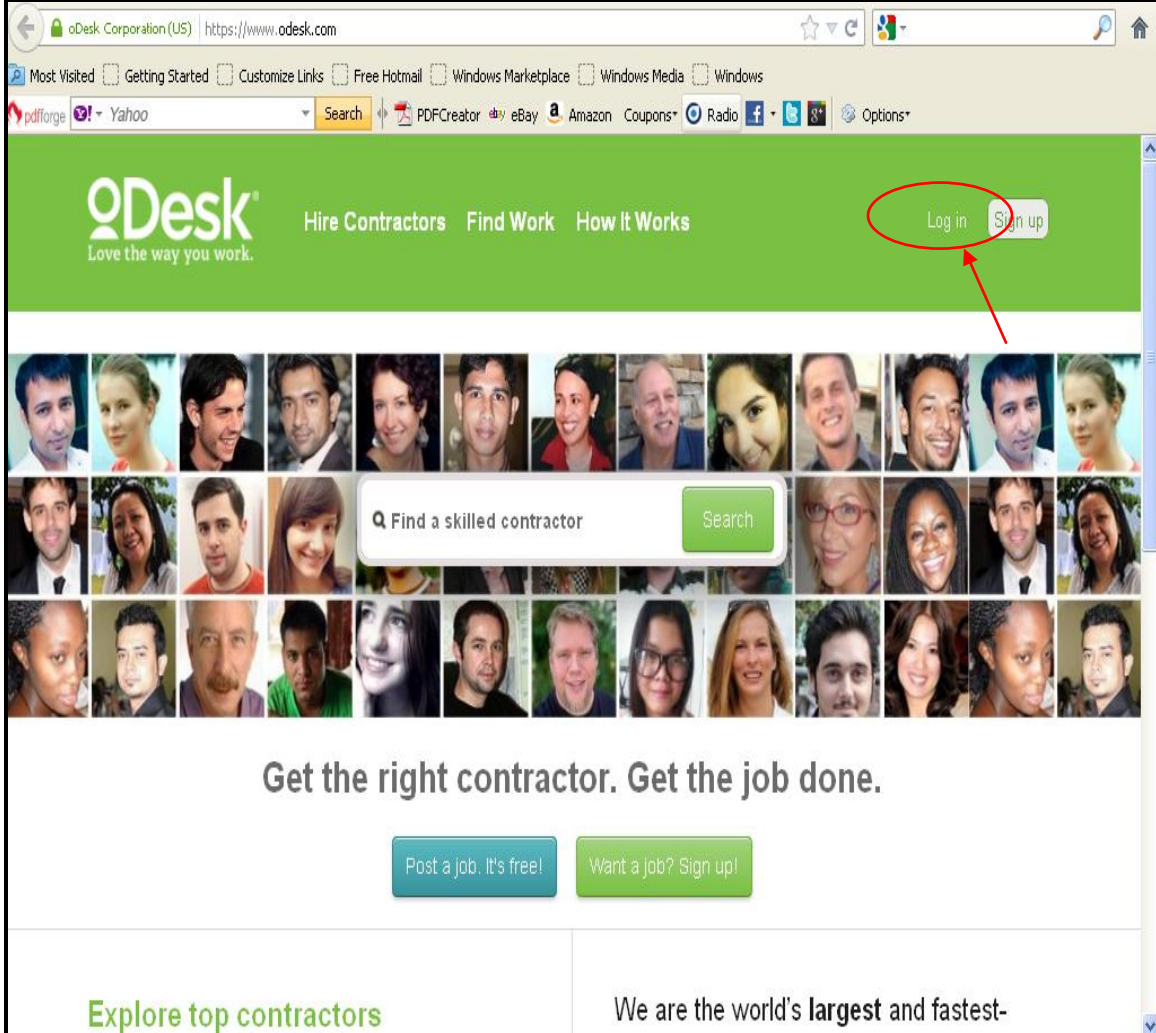 oDesk Corporation (US) https://www.odesk.com
Most Visited Getting Started Customize Links Free Hotmail Windows Marketplace Windows Media Windows
pdfforge Yahoo Search PDFCreator ebay eBay a Amazon Coupons Radio Options
oDesk
Love the way you work.
Hire Contractors Find Work How It Works
Log in Sign up
Find a skilled contractor Search
Get the right contractor. Get the job done.
Post a job. It's free! Want a job? Sign up!
Explore top contractors
We are the world's largest and fastest-